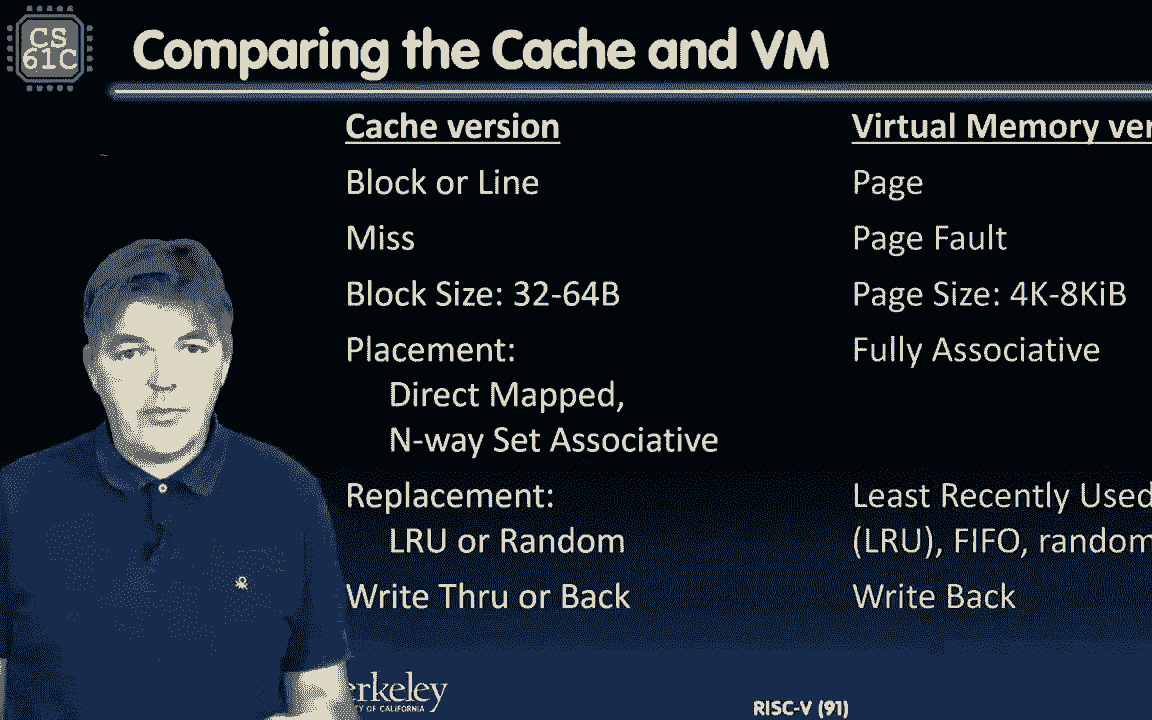 CS
61C
Comparing the Cache and VM
Cache version
Virtual Memory
Block or Line
Page
Miss
Page Fault
Block Size: 32-64B
Page Size: 4K-8KiB
Placement:
Fully Associative
Direct Mapped,
N-way Set Associative
Replacement:
Least Recently Used
LRU or Random
(LRU), FIFO, random
Write Thru or Back
Write Back
OF CALIFORNIA
RISC-V (91)